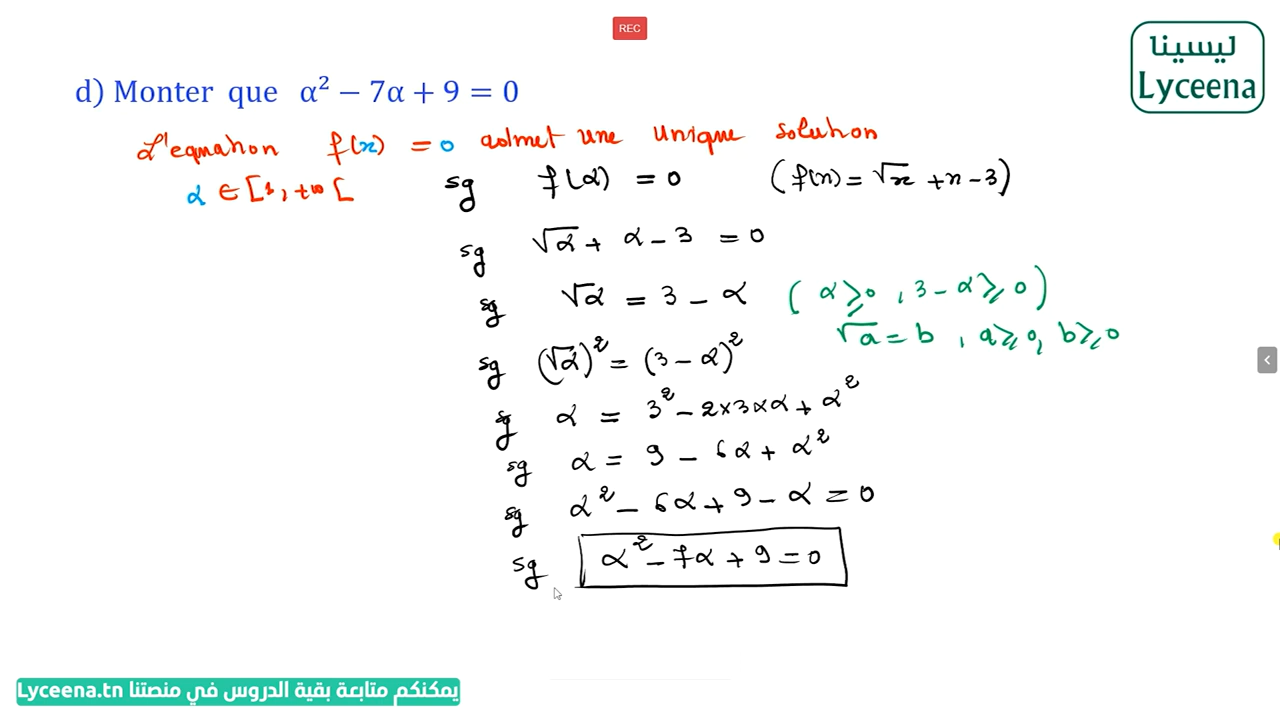 REC
ليسينا
Lyceena
d) Monter que α² − 7α + 9 = 0
L'equation f(x) = 0 admet une unique solution
α ∈ [1, +∞[ sg f(α) = 0 (f(x) = √x + x − 3)
sg √α + α − 3 = 0
sg √α = 3 − α (α ⩾ 0, 3 − α ⩾ 0)
√a = b, a ⩾ 0, b ⩾ 0
sg (√α)² = (3 − α)²
sg α = 3² − 2×3×α + α²
sg α = 9 − 6α + α²
sg α² − 6α + 9 − α = 0
sg α² − 7α + 9 = 0
يمكنكم متابعة بقية الدروس في منصتنا Lyceena.tn